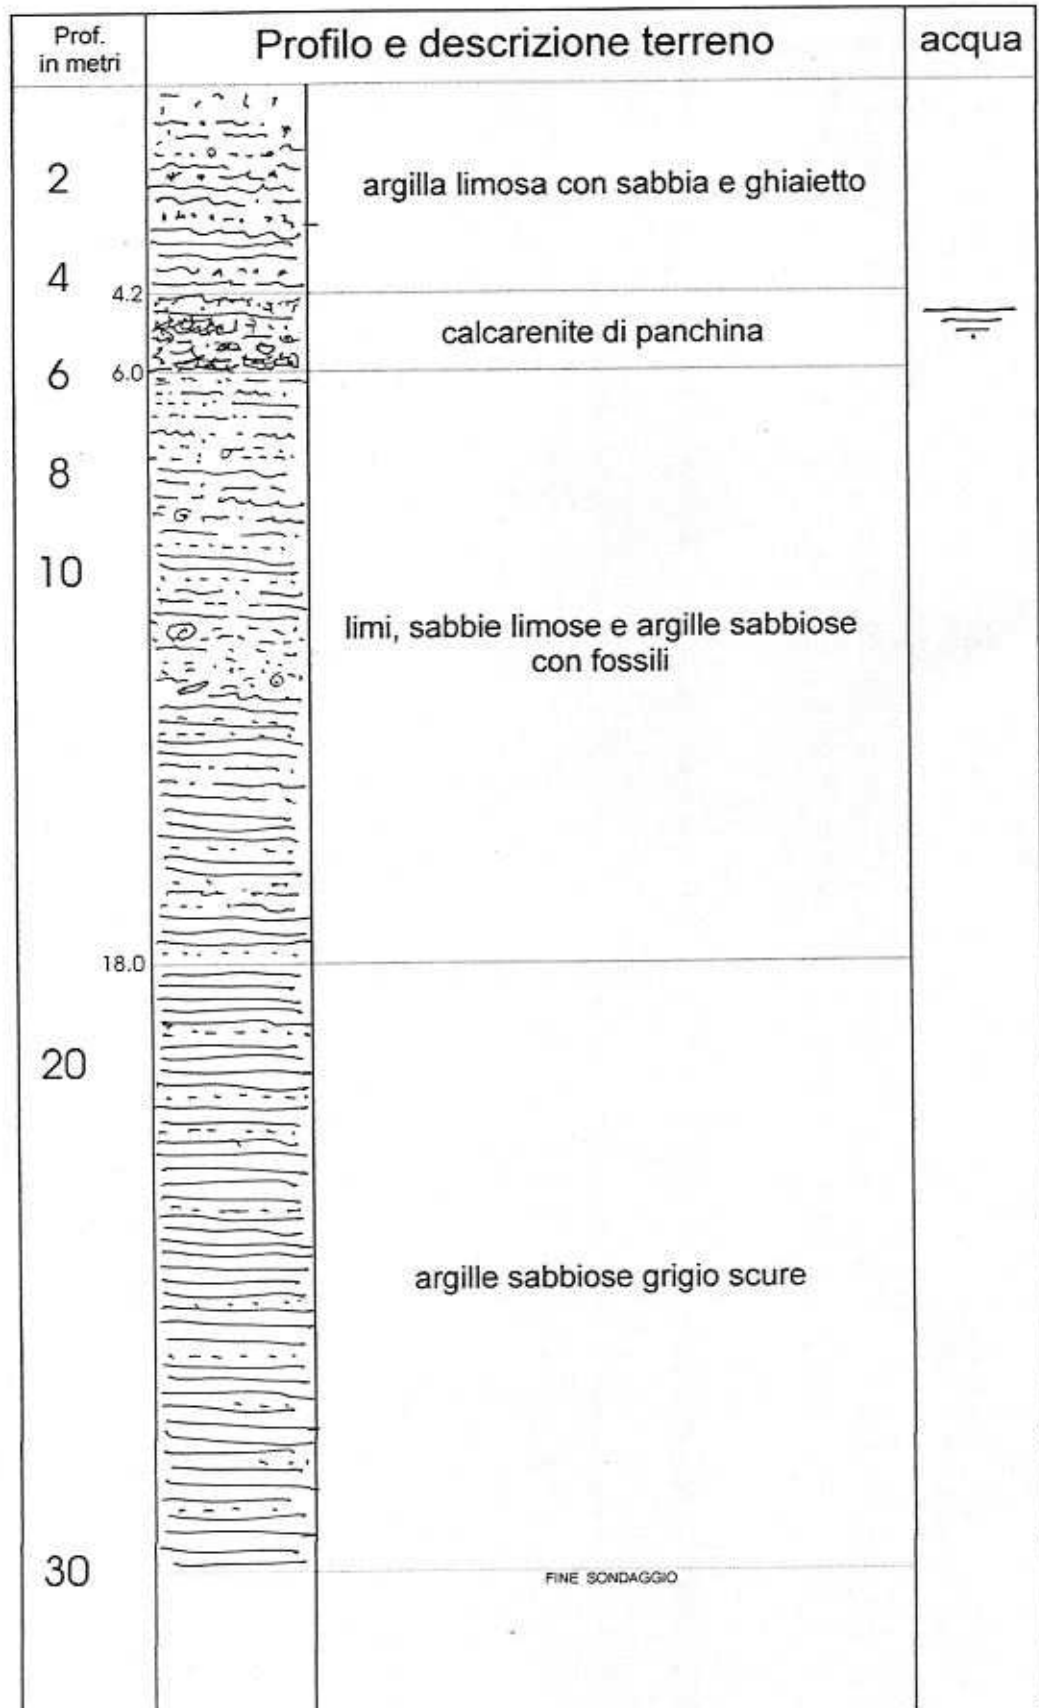 Prof.
in metri
Profilo e descrizione terreno
acqua
2
argilla limosa con sabbia e ghiaietto
4
4.2
calcarenite di panchina
6
6.0
8
10
limi, sabbie limose e argille sabbiose
con fossili
18.0
20
argille sabbiose grigio scure
30
FINE SONDAGGIO